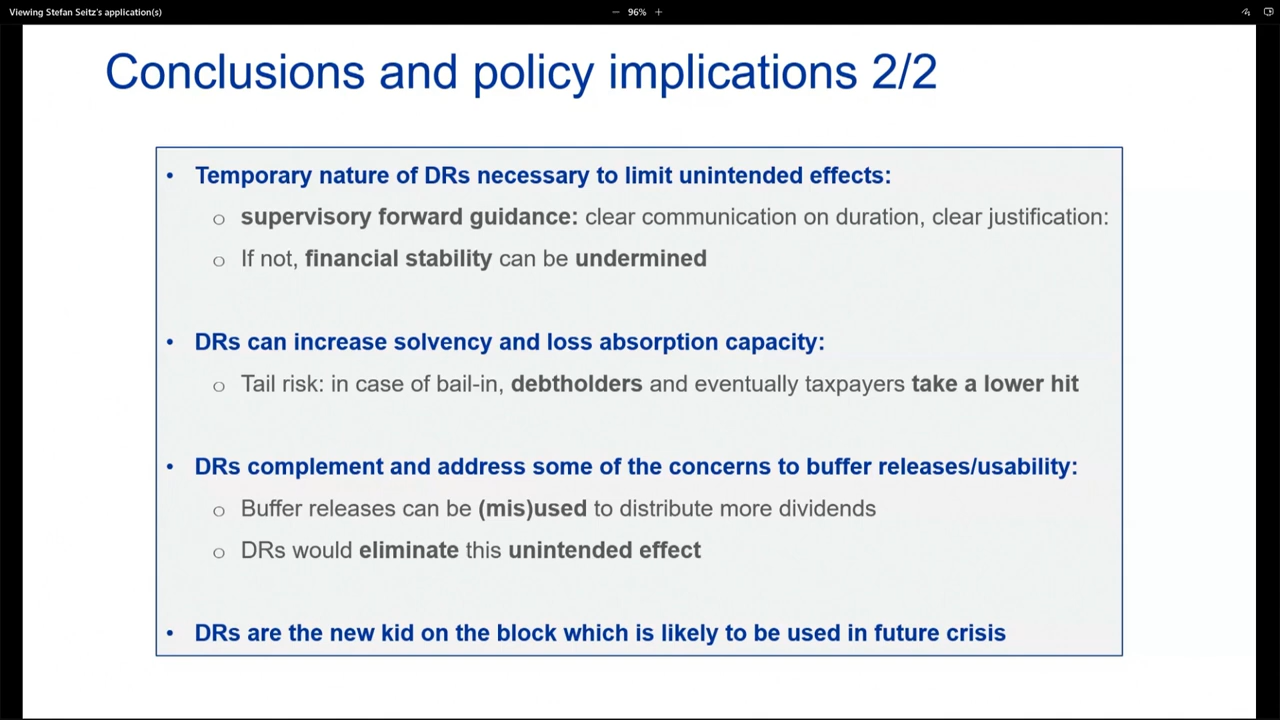 Viewing Stefan Seitz's application(s)
− 96% +
Conclusions and policy implications 2/2
• Temporary nature of DRs necessary to limit unintended effects:
o supervisory forward guidance: clear communication on duration, clear justification:
o If not, financial stability can be undermined
• DRs can increase solvency and loss absorption capacity:
o Tail risk: in case of bail-in, debtholders and eventually taxpayers take a lower hit
• DRs complement and address some of the concerns to buffer releases/usability:
o Buffer releases can be (mis)used to distribute more dividends
o DRs would eliminate this unintended effect
• DRs are the new kid on the block which is likely to be used in future crisis